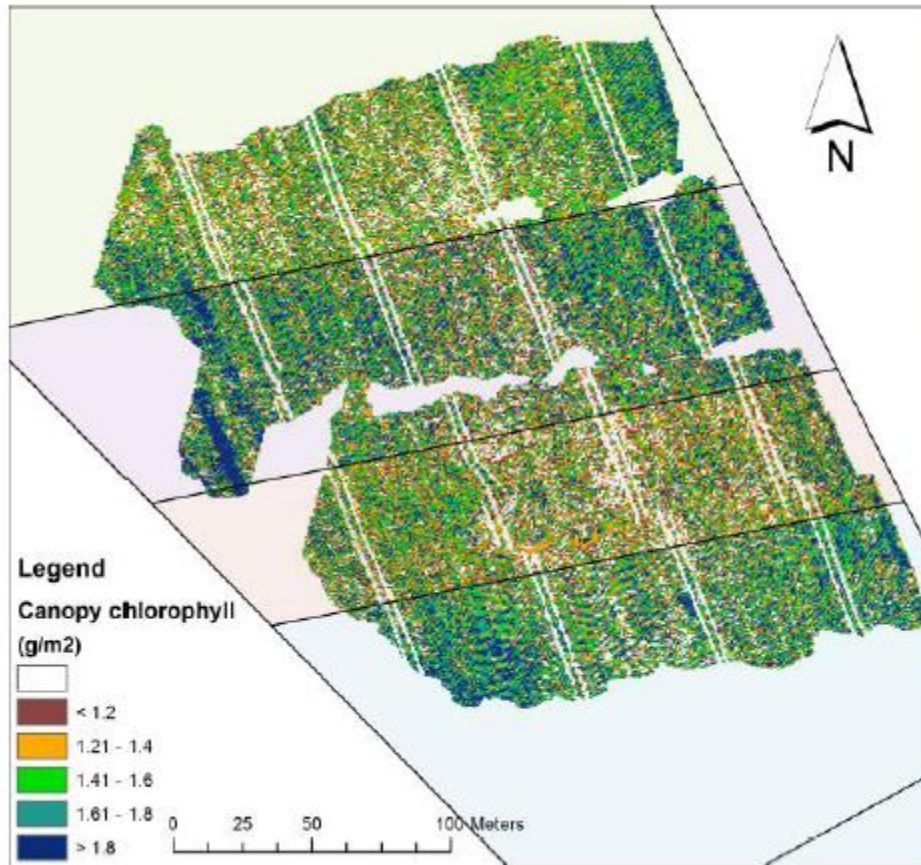 N
Legend
Canopy chlorophyll
(g/m2)
< 1.2
1.21 - 1.4
1.41 - 1.6
1.61 - 1.8
> 1.8
0 25 50 100 Meters